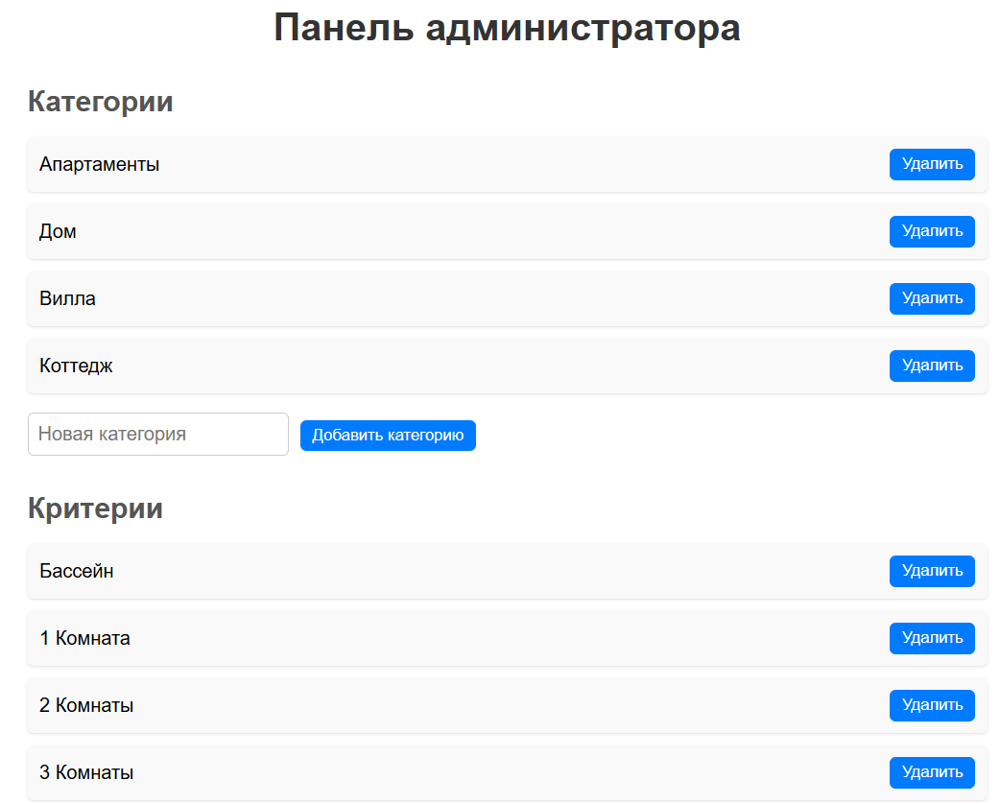 Панель администратора
Категории
Апартаменты Удалить
Дом Удалить
Вилла Удалить
Коттедж Удалить
Новая категория Добавить категорию
Критерии
Бассейн Удалить
1 Комната Удалить
2 Комнаты Удалить
3 Комнаты Удалить